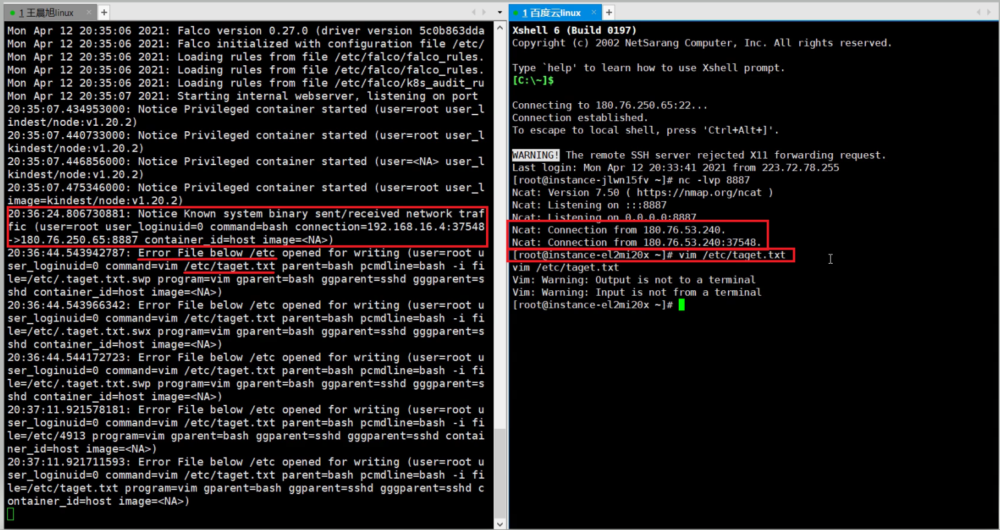 1 王晨旭linux
Mon Apr 12 20:35:06 2021: Falco version 0.27.0 (driver version 5c0b863dda
Mon Apr 12 20:35:06 2021: Falco initialized with configuration file /etc/
Mon Apr 12 20:35:06 2021: Loading rules from file /etc/falco/falco_rules.
Mon Apr 12 20:35:06 2021: Loading rules from file /etc/falco/falco_rules.
Mon Apr 12 20:35:06 2021: Loading rules from file /etc/falco/k8s_audit_ru
Mon Apr 12 20:35:07 2021: Starting internal webserver, listening on port
20:35:07.434953000: Notice Privileged container started (user=root user_l
indest/node:v1.20.2)
20:35:07.440733000: Notice Privileged container started (user=root user_l
kindest/node:v1.20.2)
20:35:07.446856000: Notice Privileged container started (user=<NA> user_l
kindest/node:v1.20.2)
20:35:07.475346000: Notice Privileged container started (user=root user_l
image=kindest/node:v1.20.2)
20:36:24.806730881: Notice Known system binary sent/received network traf
fic (user=root user_loginuid=0 command=bash connection=192.168.16.4:37548
->180.76.250.65:8887 container_id=host image=<NA>)
20:36:44.543942787: Error File below /etc opened for writing (user=root u
ser_loginuid=0 command=vim /etc/taget.txt parent=bash pcmdline=bash -i fi
le=/etc/.taget.txt.swp program=vim gparent=bash ggparent=sshd gggparent=s
shd container_id=host image=<NA>)
20:36:44.543966342: Error File below /etc opened for writing (user=root u
ser_loginuid=0 command=vim /etc/taget.txt parent=bash pcmdline=bash -i fi
le=/etc/.taget.txt.swx program=vim gparent=bash ggparent=sshd gggparent=s
shd container_id=host image=<NA>)
20:36:44.544172723: Error File below /etc opened for writing (user=root u
ser_loginuid=0 command=vim /etc/taget.txt parent=bash pcmdline=bash -i fi
le=/etc/.taget.txt.swp program=vim gparent=bash ggparent=sshd gggparent=s
shd container_id=host image=<NA>)
20:37:11.921578181: Error File below /etc opened for writing (user=root u
ser_loginuid=0 command=vim /etc/taget.txt parent=bash pcmdline=bash -i fi
le=/etc/4913 program=vim gparent=bash ggparent=sshd gggparent=sshd contai
ner_id=host image=<NA>)
20:37:11.921711593: Error File below /etc opened for writing (user=root u
ser_loginuid=0 command=vim /etc/taget.txt parent=bash pcmdline=bash -i fi
le=/etc/taget.txt program=vim gparent=bash ggparent=sshd gggparent=sshd c
ontainer_id=host image=<NA>)
1 百度云linux
Xshell 6 (Build 0197)
Copyright (c) 2002 NetSarang Computer, Inc. All rights reserved.
Type `help' to learn how to use Xshell prompt.
[C:\~]$
Connecting to 180.76.250.65:22...
Connection established.
To escape to local shell, press 'Ctrl+Alt+]'.
WARNING! The remote SSH server rejected X11 forwarding request.
Last login: Mon Apr 12 20:33:41 2021 from 223.72.78.255
[root@instance-jlwn15fv ~]# nc -lvp 8887
Ncat: Version 7.50 ( https://nmap.org/ncat )
Ncat: Listening on :::8887
Ncat: Listening on 0.0.0.0:8887
Ncat: Connection from 180.76.53.240.
Ncat: Connection from 180.76.53.240:37548.
[root@instance-el2mi20x ~]# vim /etc/taget.txt
vim /etc/taget.txt
Vim: Warning: Output is not to a terminal
Vim: Warning: Input is not from a terminal
[root@instance-el2mi20x ~]#